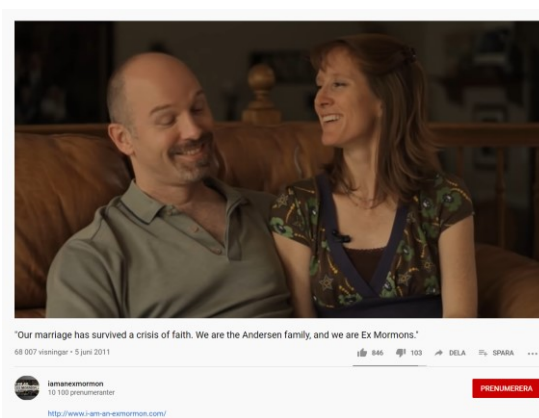 "Our marriage has survived a crisis of faith. We are the Andersen family, and we are Ex Mormons."
68 007 visningar • 5 juni 2011
846 103 DELA SPARA
iamanexmormon
10 100 prenumeranter
PRENUMERERA
http://www.i-am-an-exmormon.com/